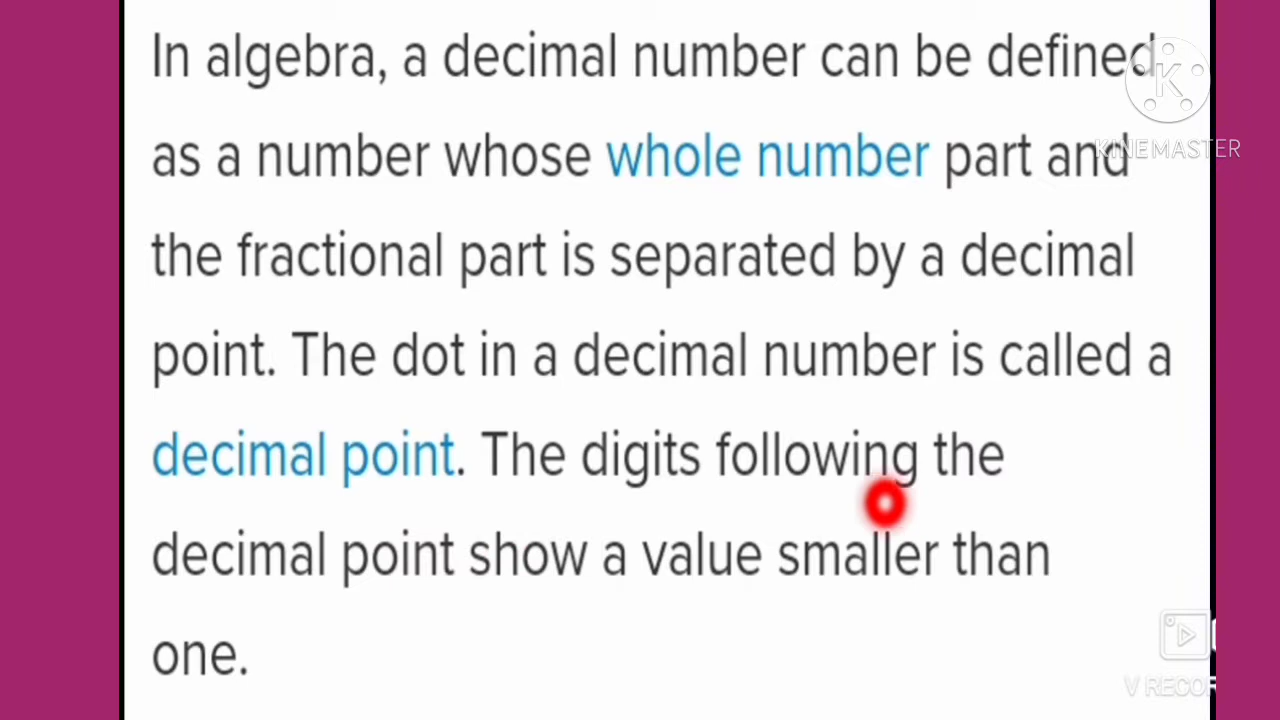 In algebra, a decimal number can be defined
as a number whose whole number part and
the fractional part is separated by a decimal
point. The dot in a decimal number is called a
decimal point. The digits following the
decimal point show a value smaller than
one.
K
KINEMASTER
V RECOR